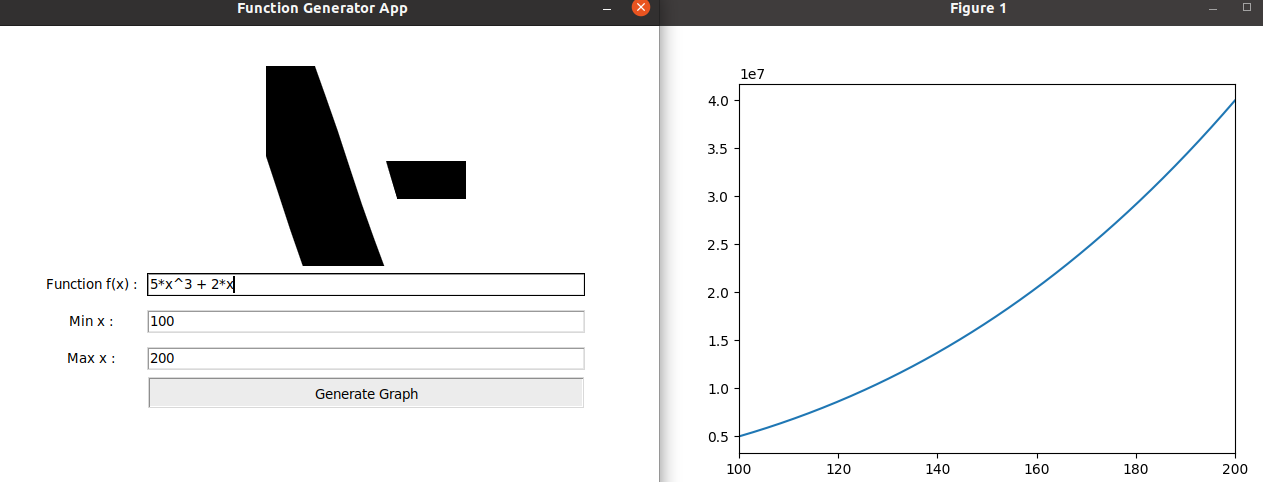 Function Generator App
Function f(x) : 5*x^3 + 2*x
Min x : 100
Max x : 200
Generate Graph
Figure 1
1e7
4.0
3.5
3.0
2.5
2.0
1.5
1.0
0.5
100 120 140 160 180 200